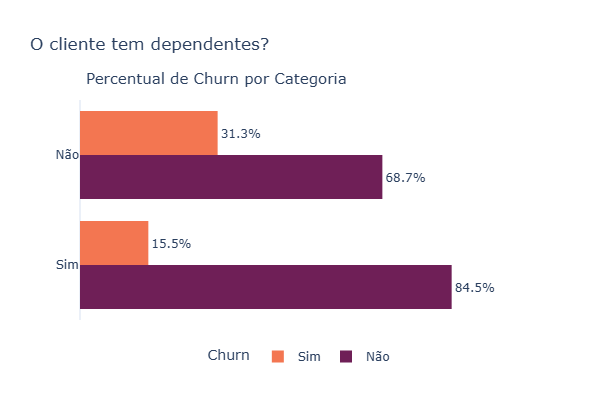 O cliente tem dependentes?
Percentual de Churn por Categoria
31.3%
Não
68.7%
15.5%
Sim
84.5%
Churn Sim Não